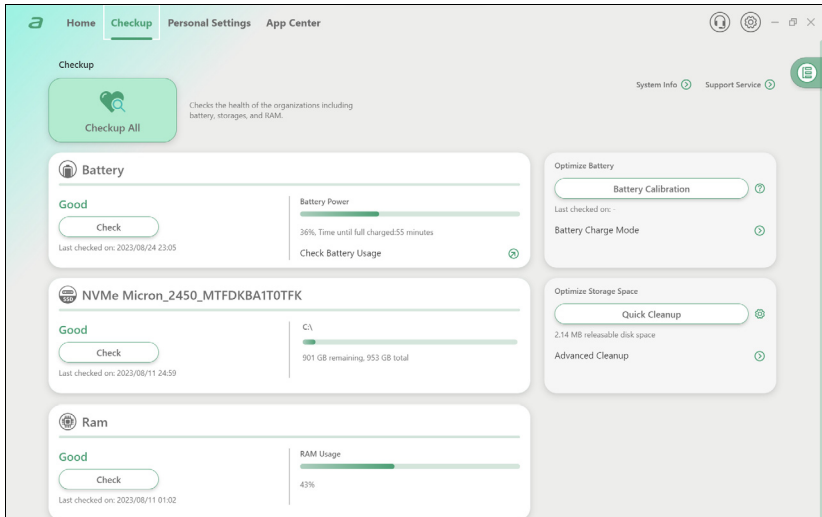 a Home Checkup Personal Settings App Center
Checkup
System Info Support Service
Checkup All
Checks the health of the organizations including
battery, storages, and RAM.
Battery
Good
Check
Last checked on: 2023/08/24 23:05
Battery Power
36%, Time until full charged:55 minutes
Check Battery Usage
Optimize Battery
Battery Calibration
Last checked on: -
Battery Charge Mode
SSD NVMe Micron_2450_MTFDKBA1T0TFK
Good
Check
Last checked on: 2023/08/11 24:59
C:\
901 GB remaining, 953 GB total
Optimize Storage Space
Quick Cleanup
2.14 MB releasable disk space
Advanced Cleanup
Ram
Good
Check
Last checked on: 2023/08/11 01:02
RAM Usage
43%